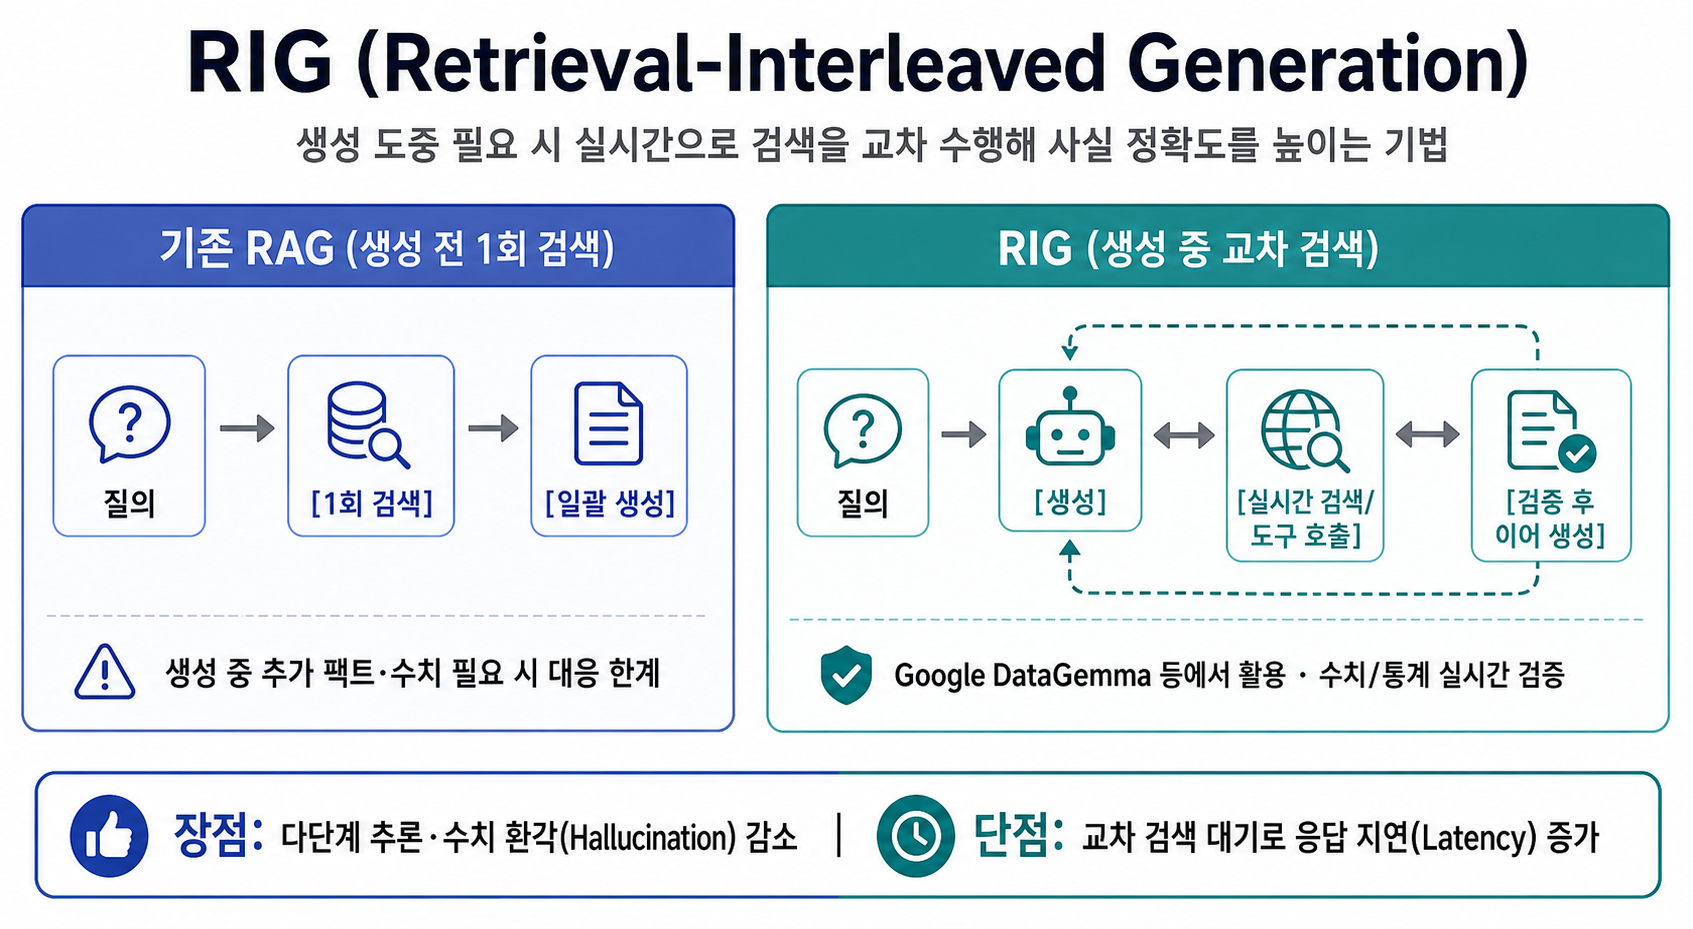 RIG (Retrieval-Interleaved Generation)
생성 도중 필요 시 실시간으로 검색을 교차 수행해 사실 정확도를 높이는 기법
기존 RAG (생성 전 1회 검색)
질의
[1회 검색]
[일괄 생성]
생성 중 추가 팩트·수치 필요 시 대응 한계
RIG (생성 중 교차 검색)
질의
[생성]
[실시간 검색/
도구 호출]
[검증 후
이어 생성]
Google DataGemma 등에서 활용 · 수치/통계 실시간 검증
장점: 다단계 추론·수치 환각(Hallucination) 감소 | 단점: 교차 검색 대기로 응답 지연(Latency) 증가